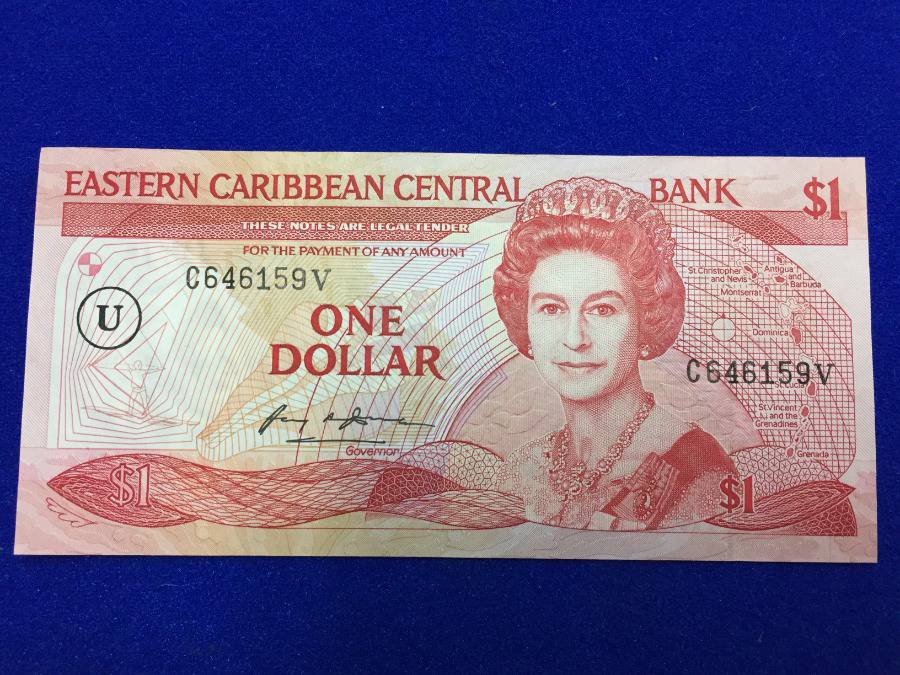 EASTERN CARIBBEAN CENTRAL BANK $1
THESE NOTES ARE LEGAL TENDER
FOR THE PAYMENT OF ANY AMOUNT
C646159V
U
ONE
DOLLAR
Governor
$1
St Christopher
and Nevis
Antigua
and
Barbuda
Montserrat
Dominica
C646159V
St Lucia
St Vincent
and the
Grenadines
Grenada
$1